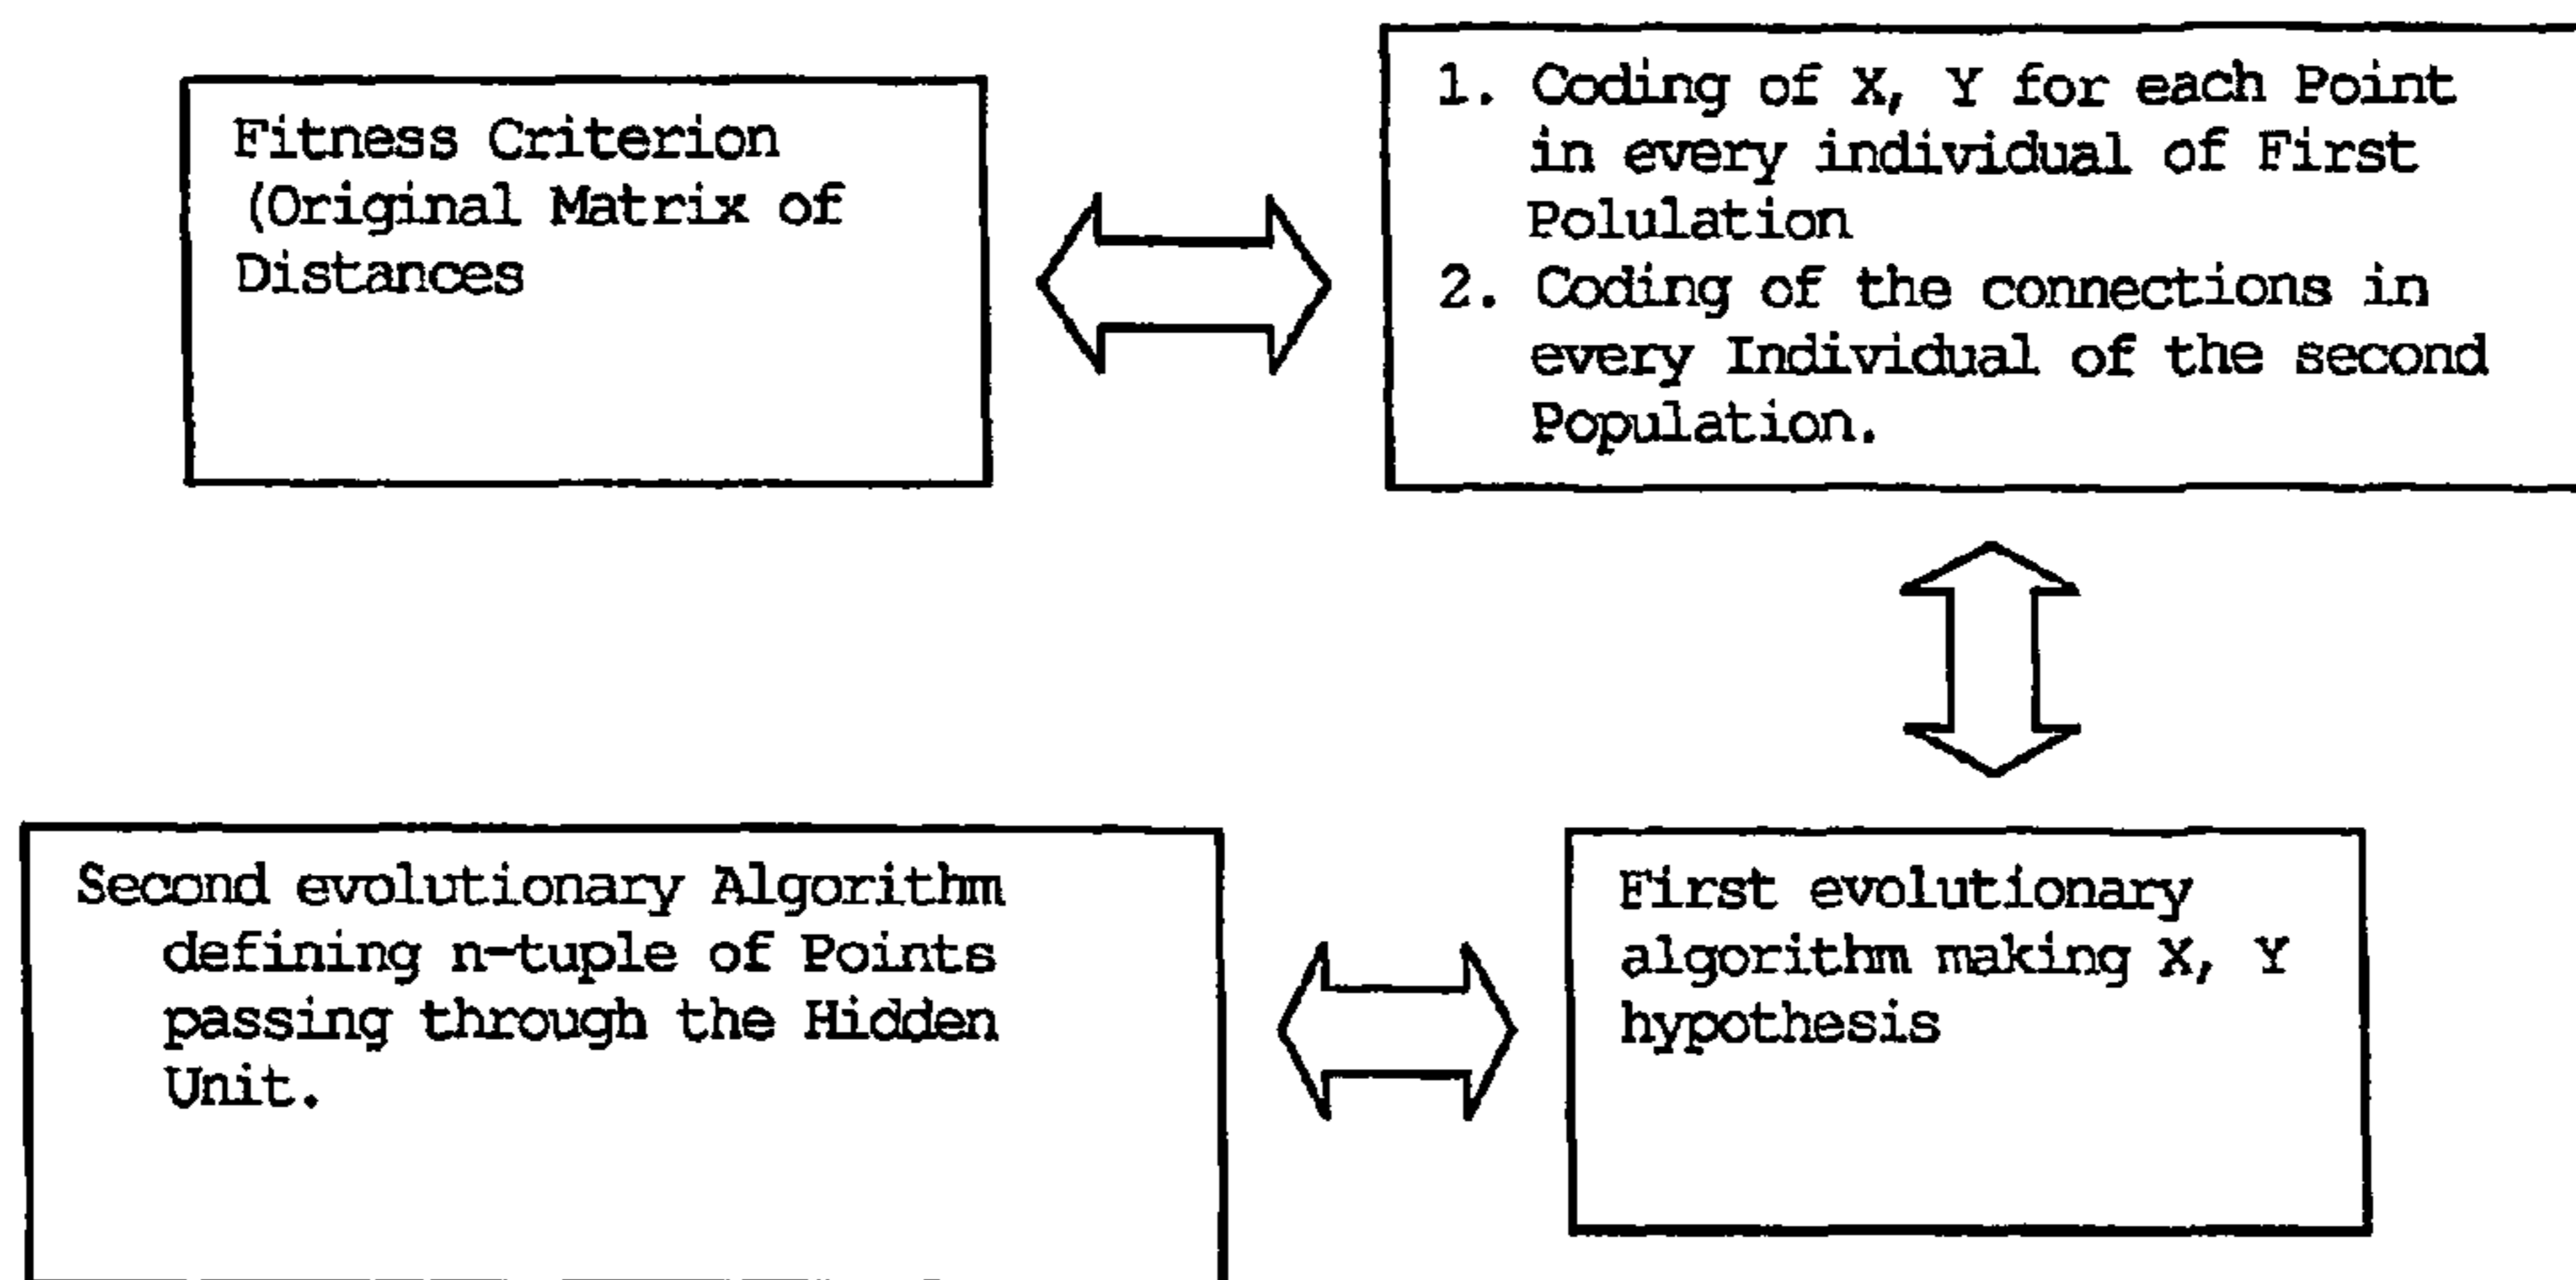 Fitness Criterion
(Original Matrix of
Distances
1. Coding of X, Y for each Point
in every individual of First
Polulation
2. Coding of the connections in
every Individual of the second
Population.
Second evolutionary Algorithm
defining n-tuple of Points
passing through the Hidden
Unit.
First evolutionary
algorithm making X, Y
hypothesis